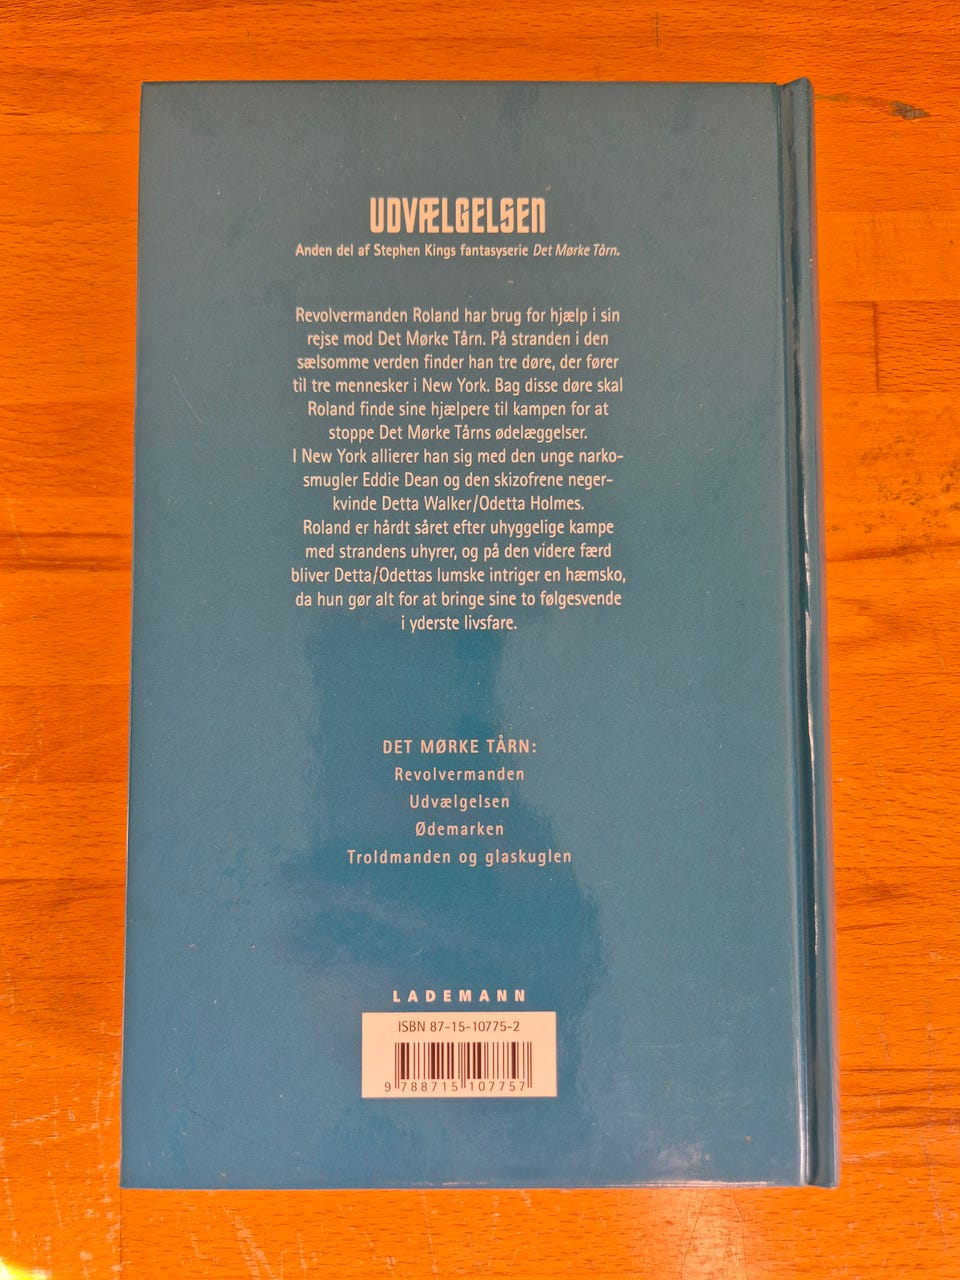 UDVÆLGELSEN
Anden del af Stephen Kings fantasyserie Det Mørke Tårn.
Revolvermanden Roland har brug for hjælp i sin
rejse mod Det Mørke Tårn. På stranden i den
sælsomme verden finder han tre døre, der fører
til tre mennesker i New York. Bag disse døre skal
Roland finde sine hjælpere til kampen for at
stoppe Det Mørke Tårns ødelæggelser.
I New York allierer han sig med den unge narko-
smugler Eddie Dean og den skizofrene neger-
kvinde Detta Walker/Odetta Holmes.
Roland er hårdt såret efter uhyggelige kampe
med strandens uhyrer, og på den videre færd
bliver Detta/Odettas lumske intriger en hæmsko,
da hun gør alt for at bringe sine to følgesvende
i yderste livsfare.
DET MØRKE TÅRN:
Revolvermanden
Udvælgelsen
Ødemarken
Troldmanden og glaskuglen
LADEMANN
ISBN 87-15-10775-2
9 788715 107757